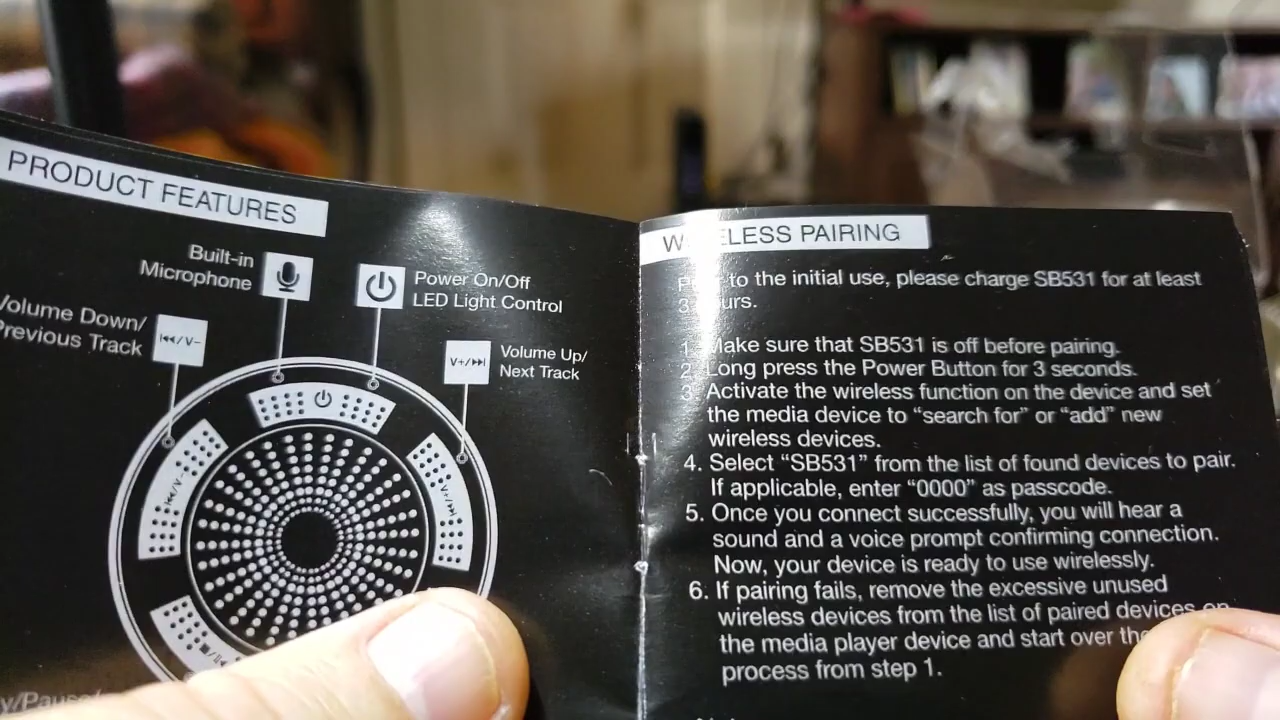 PRODUCT FEATURES
Built-in
Microphone
Power On/Off
LED Light Control
Volume Down/
Previous Track
Volume Up/
Next Track
⏮/V-
V+/⏭
WIRELESS PAIRING
to the initial use, please charge SB531 for at least
3
1. Make sure that SB531 is off before pairing.
2. Long press the Power Button for 3 seconds.
3. Activate the wireless function on the device and set
the media device to “search for” or “add” new
wireless devices.
4. Select “SB531” from the list of found devices to pair.
If applicable, enter “0000” as passcode.
5. Once you connect successfully, you will hear a
sound and a voice prompt confirming connection.
Now, your device is ready to use wirelessly.
6. If pairing fails, remove the excessive unused
wireless devices from the list of paired devices on
the media player device and start over the
process from step 1.